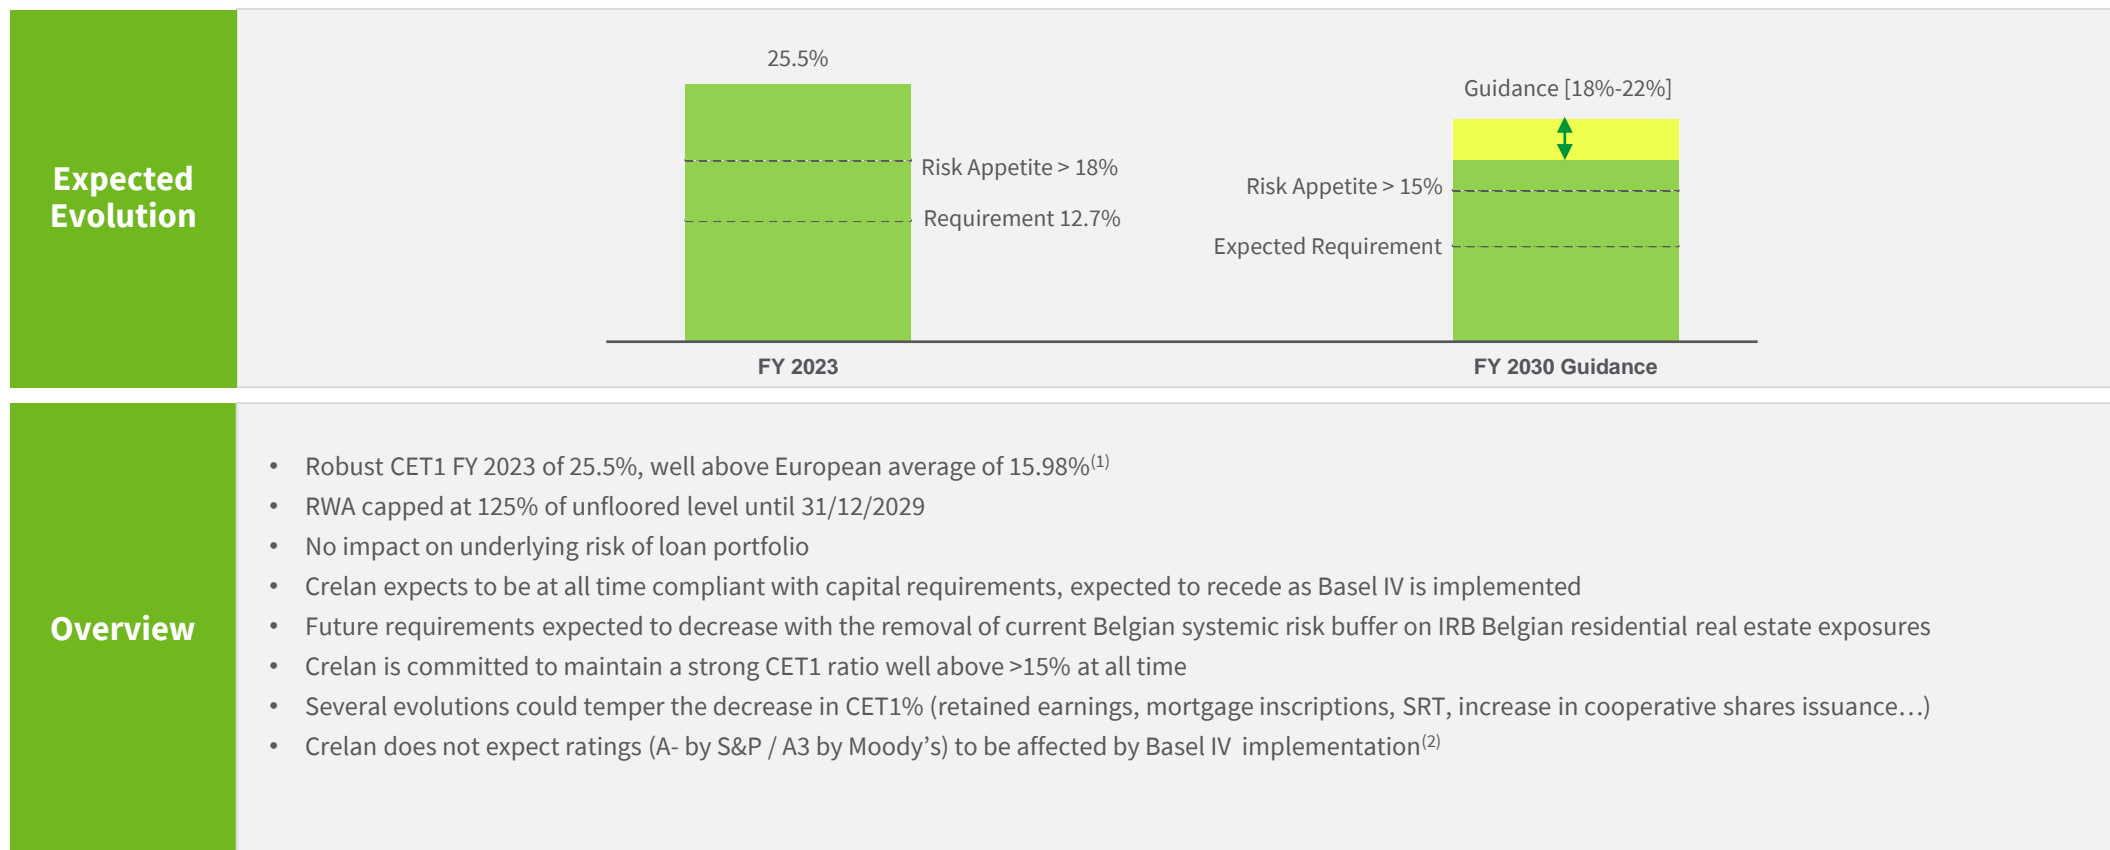 Expected
Evolution
25.5%
Guidance [18%-22%]
Risk Appetite > 18%
Risk Appetite > 15%
Requirement 12.7%
Expected Requirement
FY 2023
FY 2030 Guidance
Overview
• Robust CET1 FY 2023 of 25.5%, well above European average of 15.98%(1)
• RWA capped at 125% of unfloored level until 31/12/2029
• No impact on underlying risk of loan portfolio
• Crelan expects to be at all time compliant with capital requirements, expected to recede as Basel IV is implemented
• Future requirements expected to decrease with the removal of current Belgian systemic risk buffer on IRB Belgian residential real estate exposures
• Crelan is committed to maintain a strong CET1 ratio well above >15% at all time
• Several evolutions could temper the decrease in CET1% (retained earnings, mortgage inscriptions, SRT, increase in cooperative shares issuance…)
• Crelan does not expect ratings (A- by S&P / A3 by Moody’s) to be affected by Basel IV implementation(2)